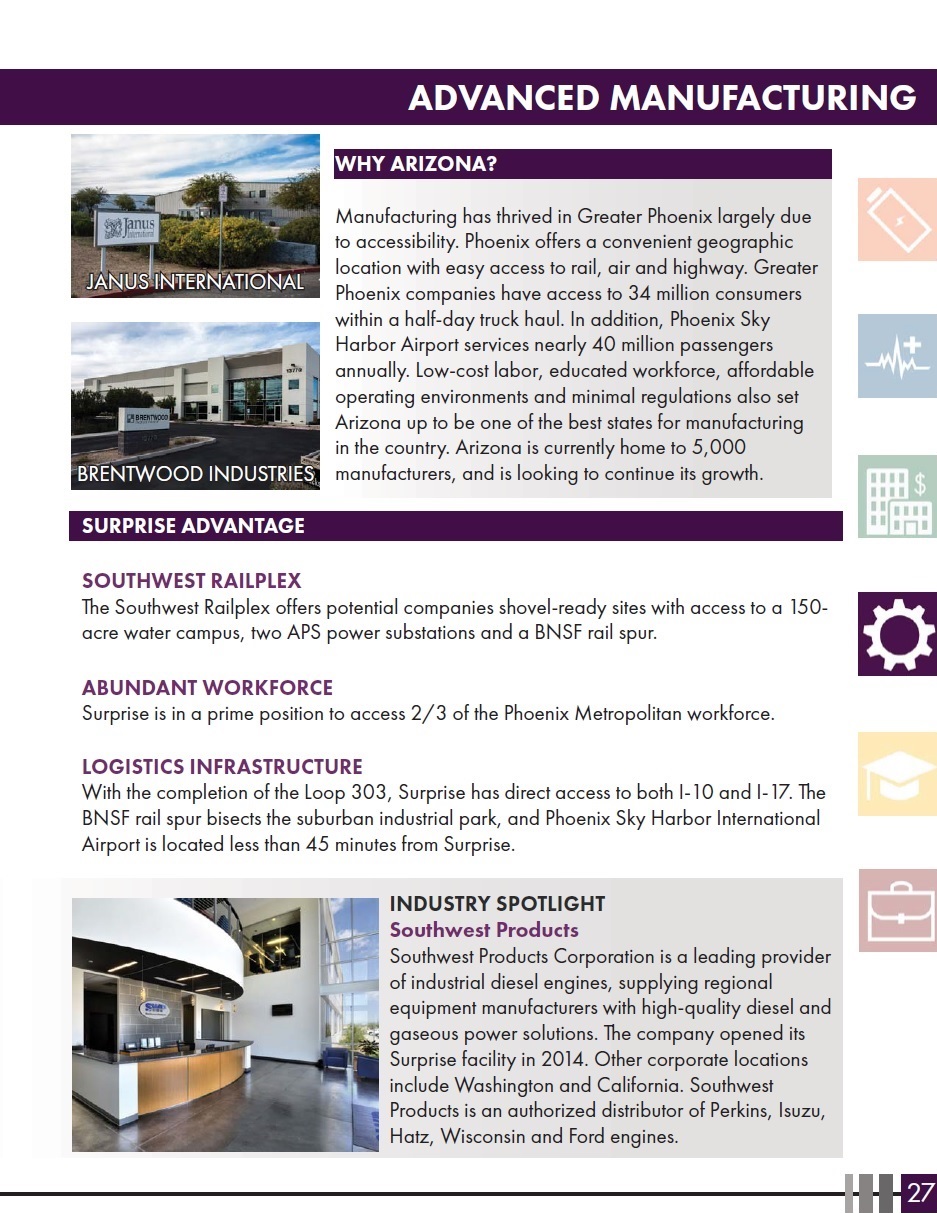 ADVANCED MANUFACTURING
Janus
International
JANUS INTERNATIONAL
WHY ARIZONA?
Manufacturing has thrived in Greater Phoenix largely due
to accessibility. Phoenix offers a convenient geographic
location with easy access to rail, air and highway. Greater
Phoenix companies have access to 34 million consumers
within a half-day truck haul. In addition, Phoenix Sky
Harbor Airport services nearly 40 million passengers
annually. Low-cost labor, educated workforce, affordable
operating environments and minimal regulations also set
Arizona up to be one of the best states for manufacturing
in the country. Arizona is currently home to 5,000
manufacturers, and is looking to continue its growth.
BRENTWOOD
BRENTWOOD INDUSTRIES
SURPRISE ADVANTAGE
SOUTHWEST RAILPLEX
The Southwest Railplex offers potential companies shovel-ready sites with access to a 150-
acre water campus, two APS power substations and a BNSF rail spur.
ABUNDANT WORKFORCE
Surprise is in a prime position to access 2/3 of the Phoenix Metropolitan workforce.
LOGISTICS INFRASTRUCTURE
With the completion of the Loop 303, Surprise has direct access to both I-10 and I-17. The
BNSF rail spur bisects the suburban industrial park, and Phoenix Sky Harbor International
Airport is located less than 45 minutes from Surprise.
INDUSTRY SPOTLIGHT
Southwest Products
Southwest Products Corporation is a leading provider
of industrial diesel engines, supplying regional
equipment manufacturers with high-quality diesel and
gaseous power solutions. The company opened its
Surprise facility in 2014. Other corporate locations
include Washington and California. Southwest
Products is an authorized distributor of Perkins, Isuzu,
Hatz, Wisconsin and Ford engines.
27